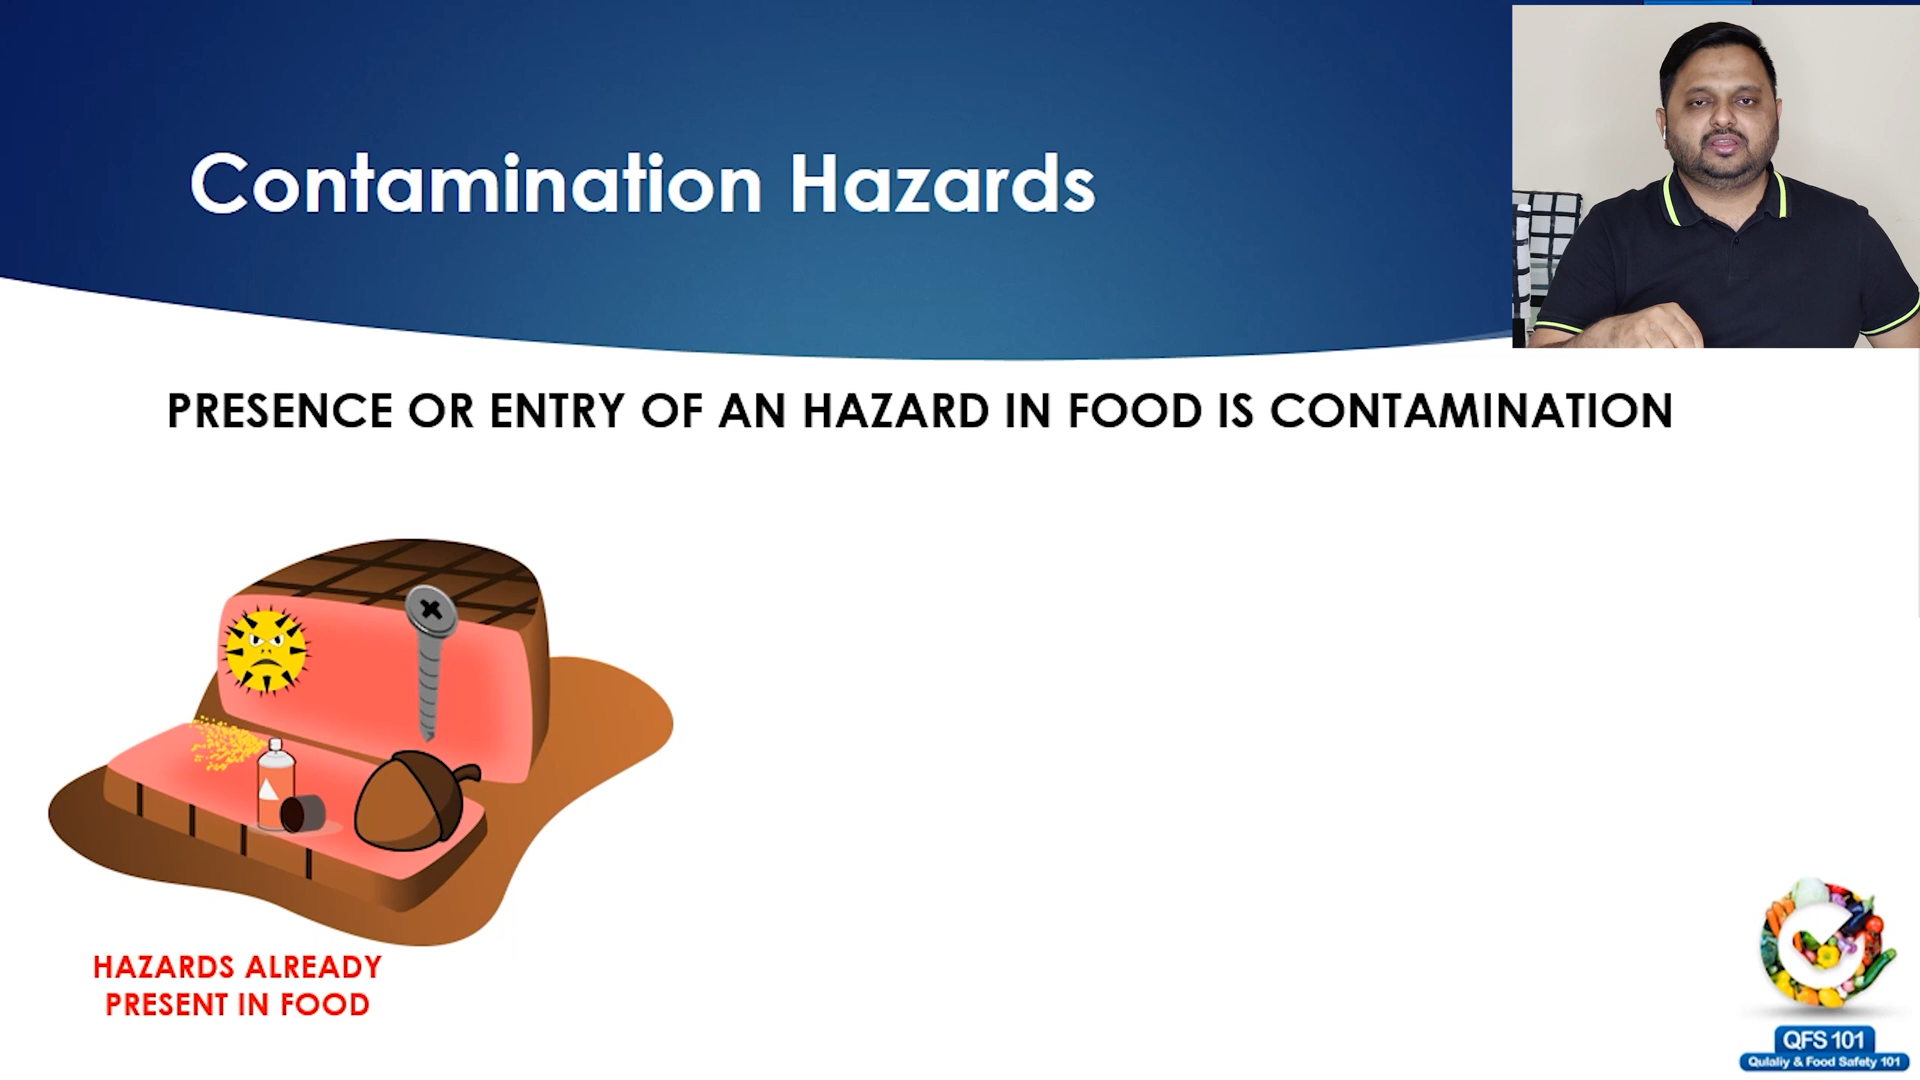 Contamination Hazards
PRESENCE OR ENTRY OF AN HAZARD IN FOOD IS CONTAMINATION
HAZARDS ALREADY
PRESENT IN FOOD
QFS 101
Qulaliy & Food Safety 101